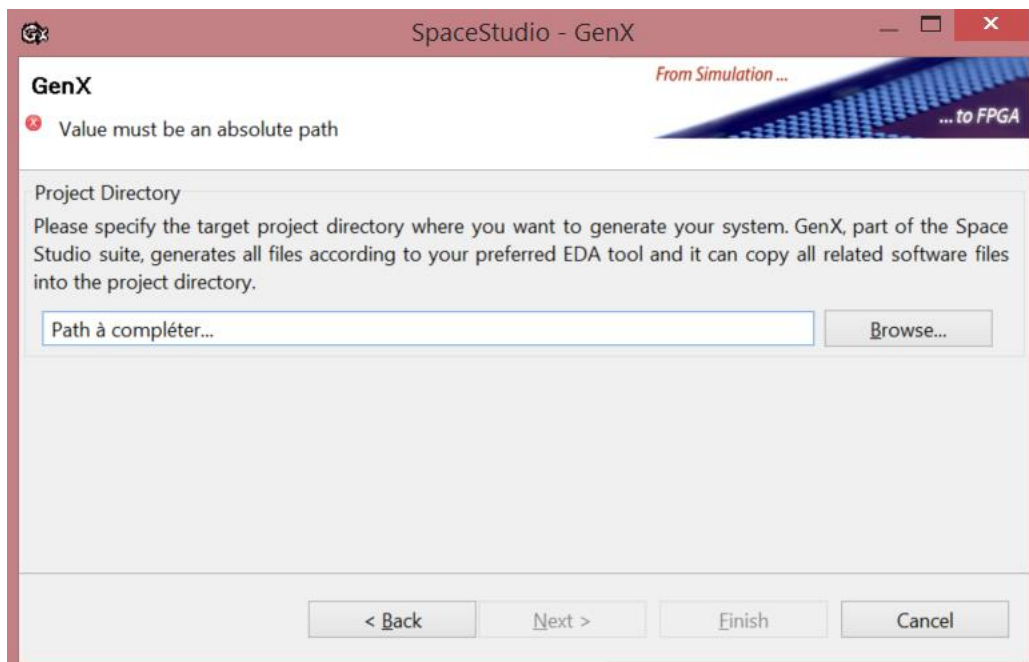 SpaceStudio - GenX
GenX
Value must be an absolute path
From Simulation ...
... to FPGA
Project Directory
Please specify the target project directory where you want to generate your system. GenX, part of the Space
Studio suite, generates all files according to your preferred EDA tool and it can copy all related software files
into the project directory.
Path à compléter...
Browse...
< Back
Next >
Finish
Cancel